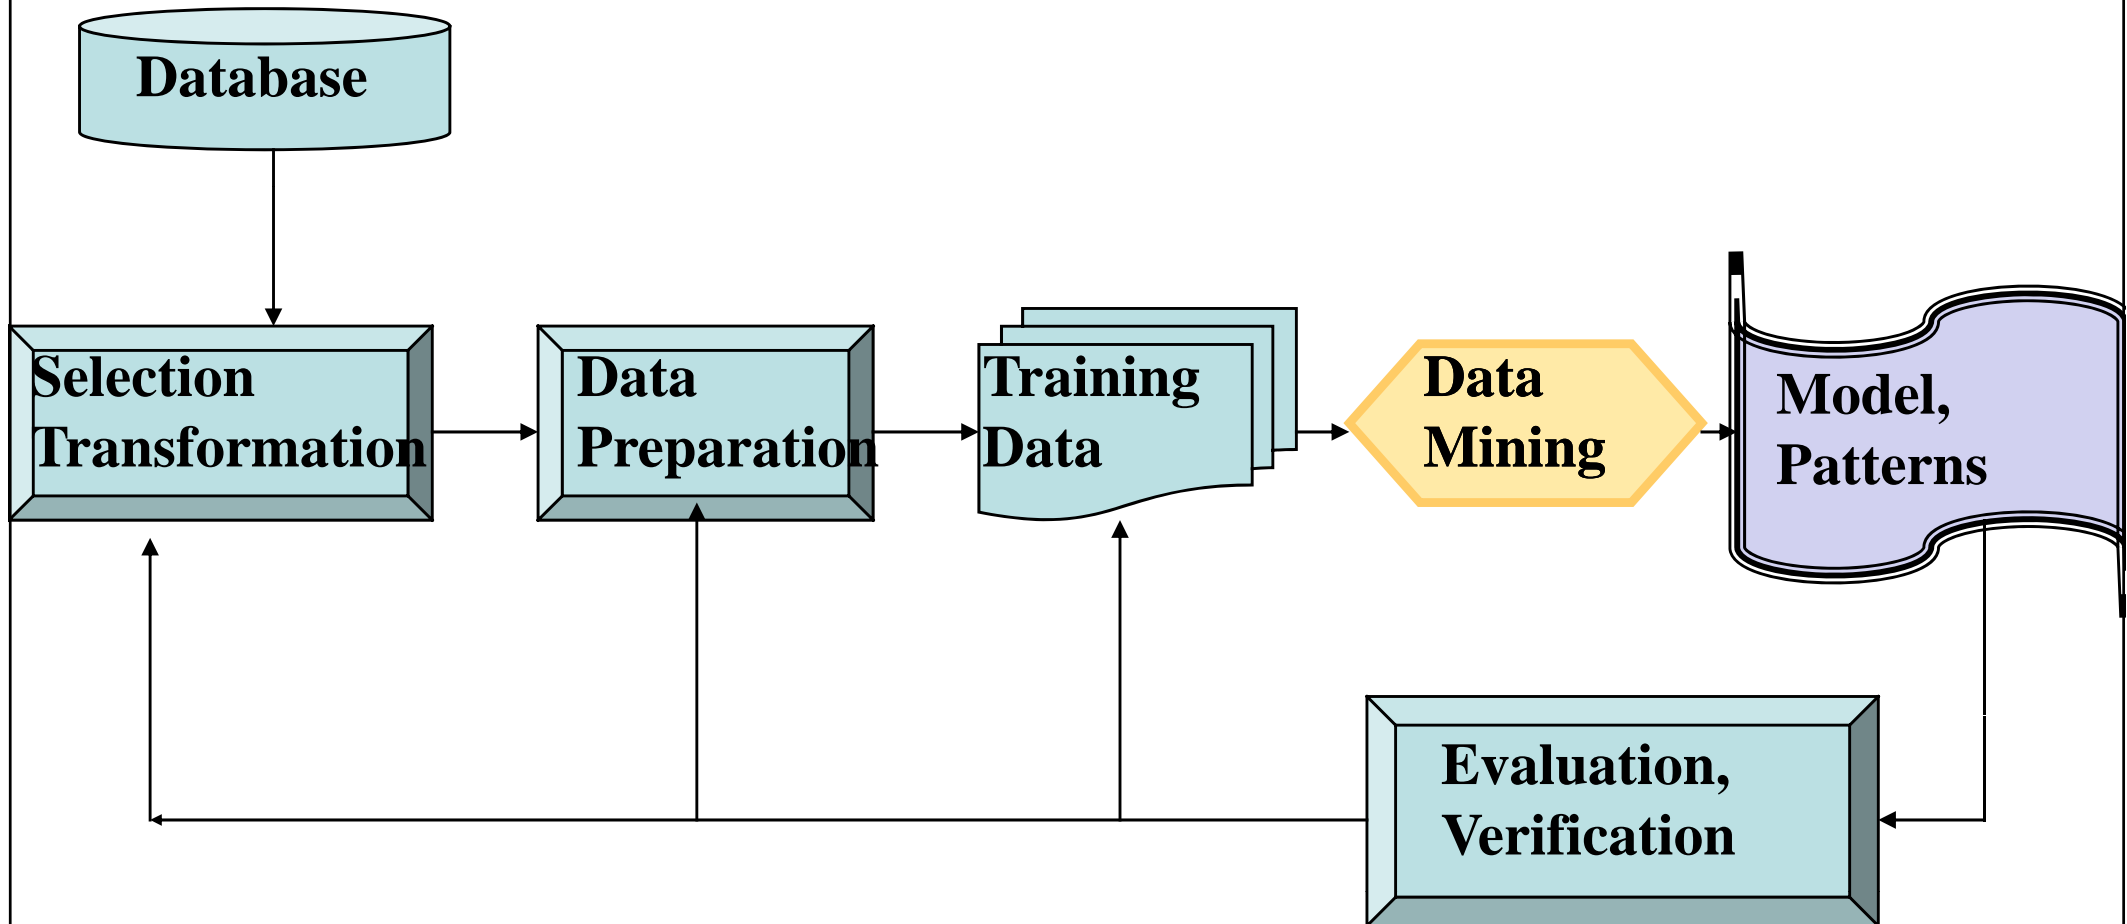 Database
Selection
Transformation
Data
Preparation
Training
Data
Data
Mining
Model,
Patterns
Evaluation,
Verification